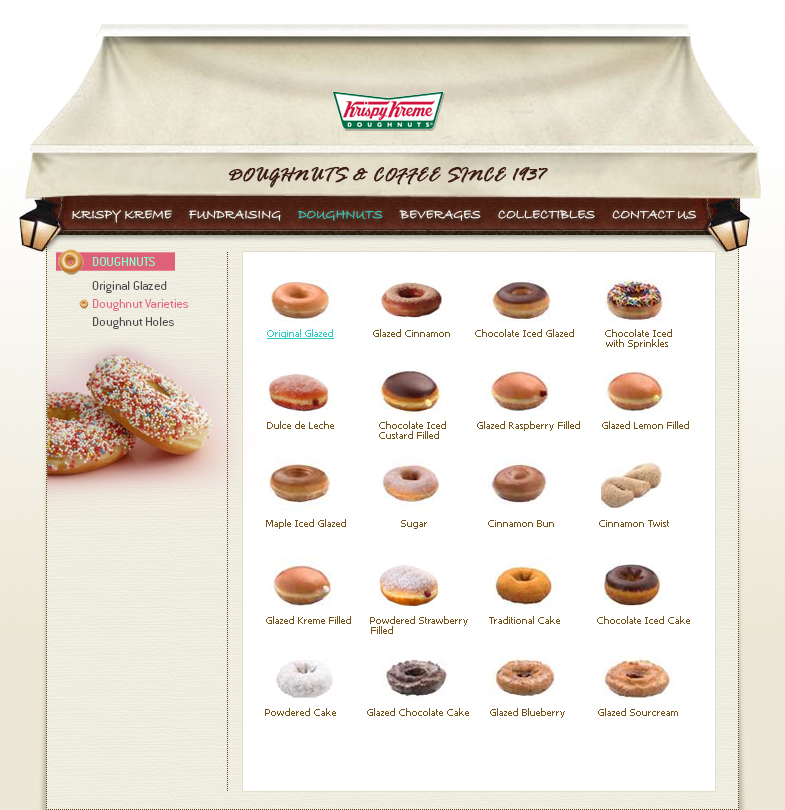 Krispy Kreme
DOUGHNUTS
DOUGHNUTS & COFFEE SINCE 1937
KRISPY KREME FUNDRAISING DOUGHNUTS BEVERAGES COLLECTIBLES CONTACT US
DOUGHNUTS
Original Glazed
Doughnut Varieties
Doughnut Holes
Original Glazed Glazed Cinnamon Chocolate Iced Glazed Chocolate Iced
with Sprinkles
Dulce de Leche Chocolate Iced Glazed Raspberry Filled Glazed Lemon Filled
Custard Filled
Maple Iced Glazed Sugar Cinnamon Bun Cinnamon Twist
Glazed Kreme Filled Powdered Strawberry Traditional Cake Chocolate Iced Cake
Filled
Powdered Cake Glazed Chocolate Cake Glazed Blueberry Glazed Sourcream